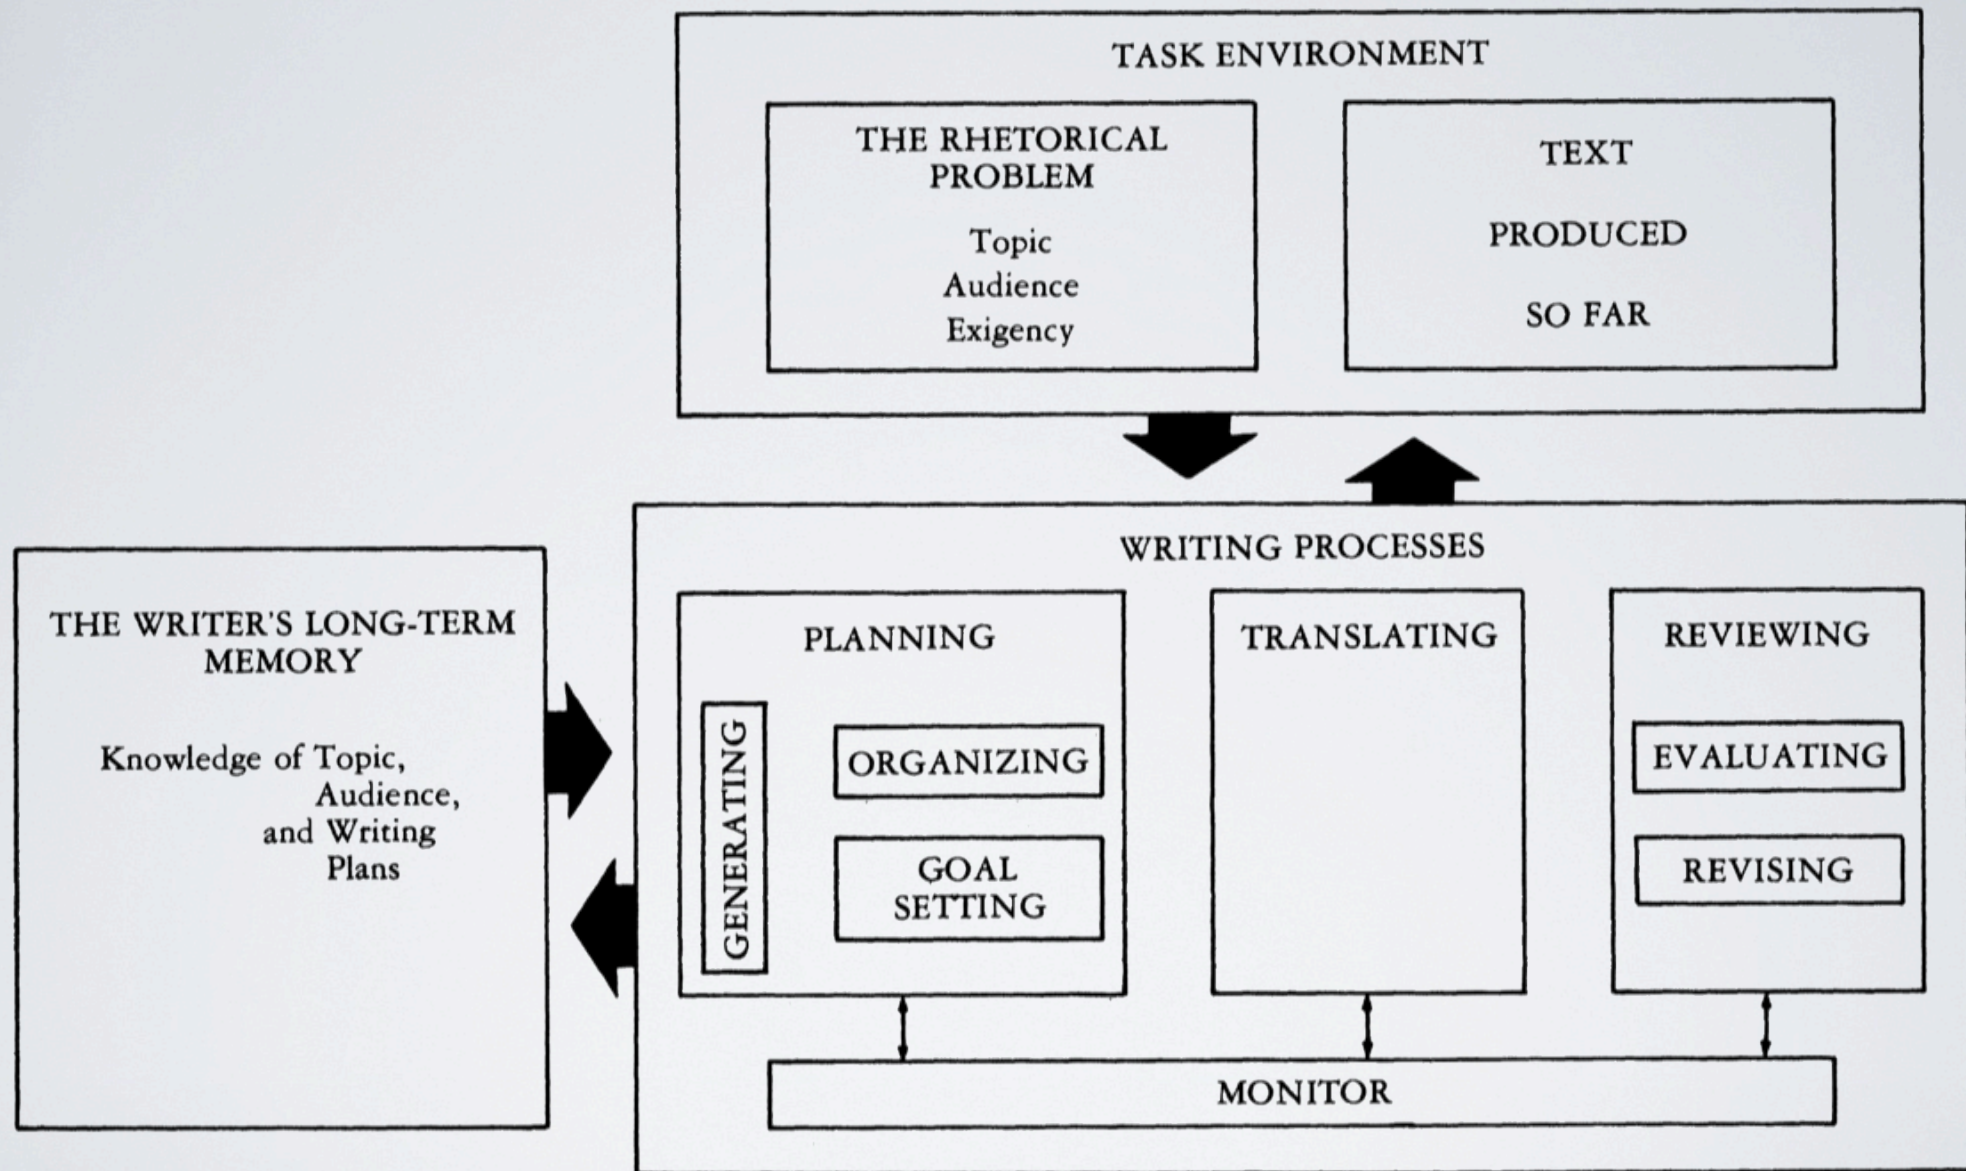 TASK ENVIRONMENT
THE RHETORICAL
PROBLEM
Topic
Audience
Exigency
TEXT
PRODUCED
SO FAR
THE WRITER'S LONG-TERM
MEMORY
Knowledge of Topic,
Audience,
and Writing
Plans
WRITING PROCESSES
PLANNING
GENERATING
ORGANIZING
GOAL
SETTING
TRANSLATING
REVIEWING
EVALUATING
REVISING
MONITOR